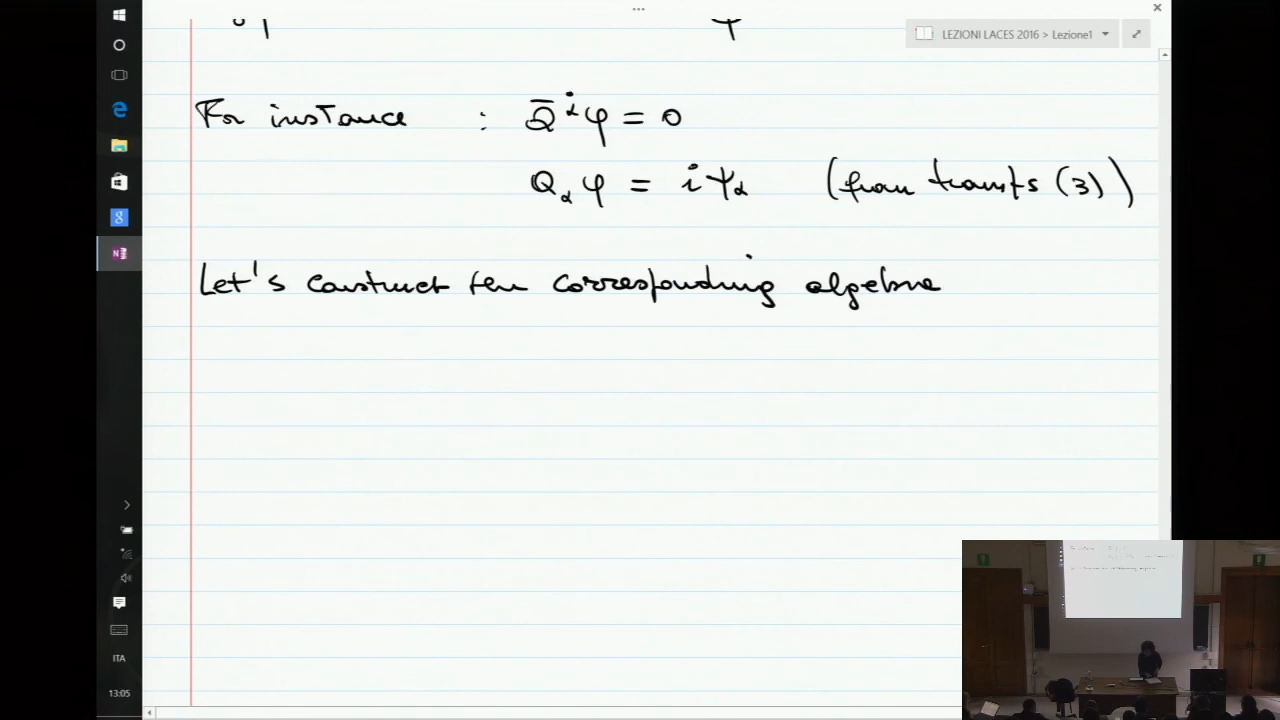 LEZIONI LACES 2016 > Lezione1
For instance : Q̄^α̇ φ = 0
Q_α φ = i ψ_α (from transfs (3))
Let's construct the corresponding algebra
ITA
13:05